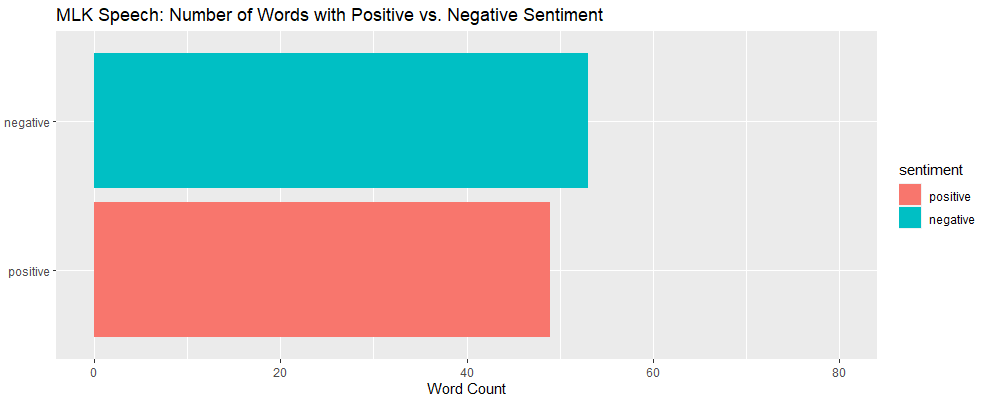 MLK Speech: Number of Words with Positive vs. Negative Sentiment
negative
positive
0 20 40 60 80
Word Count
sentiment
positive
negative